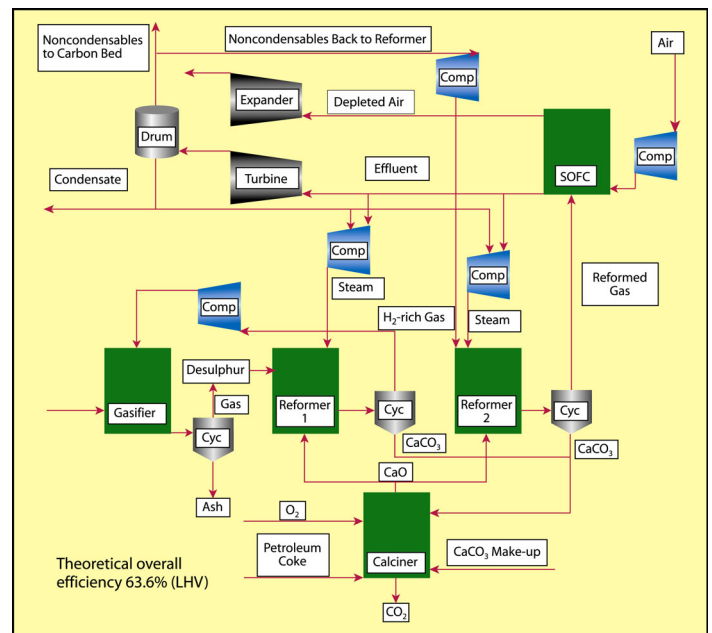 Noncondensables
to Carbon Bed
Noncondensables Back to Reformer
Air
Comp
Expander
Depleted Air
Drum
Comp
Effluent
Condensate
Turbine
SOFC
Comp
Comp
Steam
Reformed
Gas
Comp
H₂-rich Gas
Steam
Desulphur
Gasifier
Gas
Reformer
1
Cyc
Reformer
2
Cyc
Cyc
CaCO₃
CaCO₃
CaO
Ash
O₂
Petroleum
Coke
Calciner
CaCO₃ Make-up
Theoretical overall
efficiency 63.6% (LHV)
CO₂